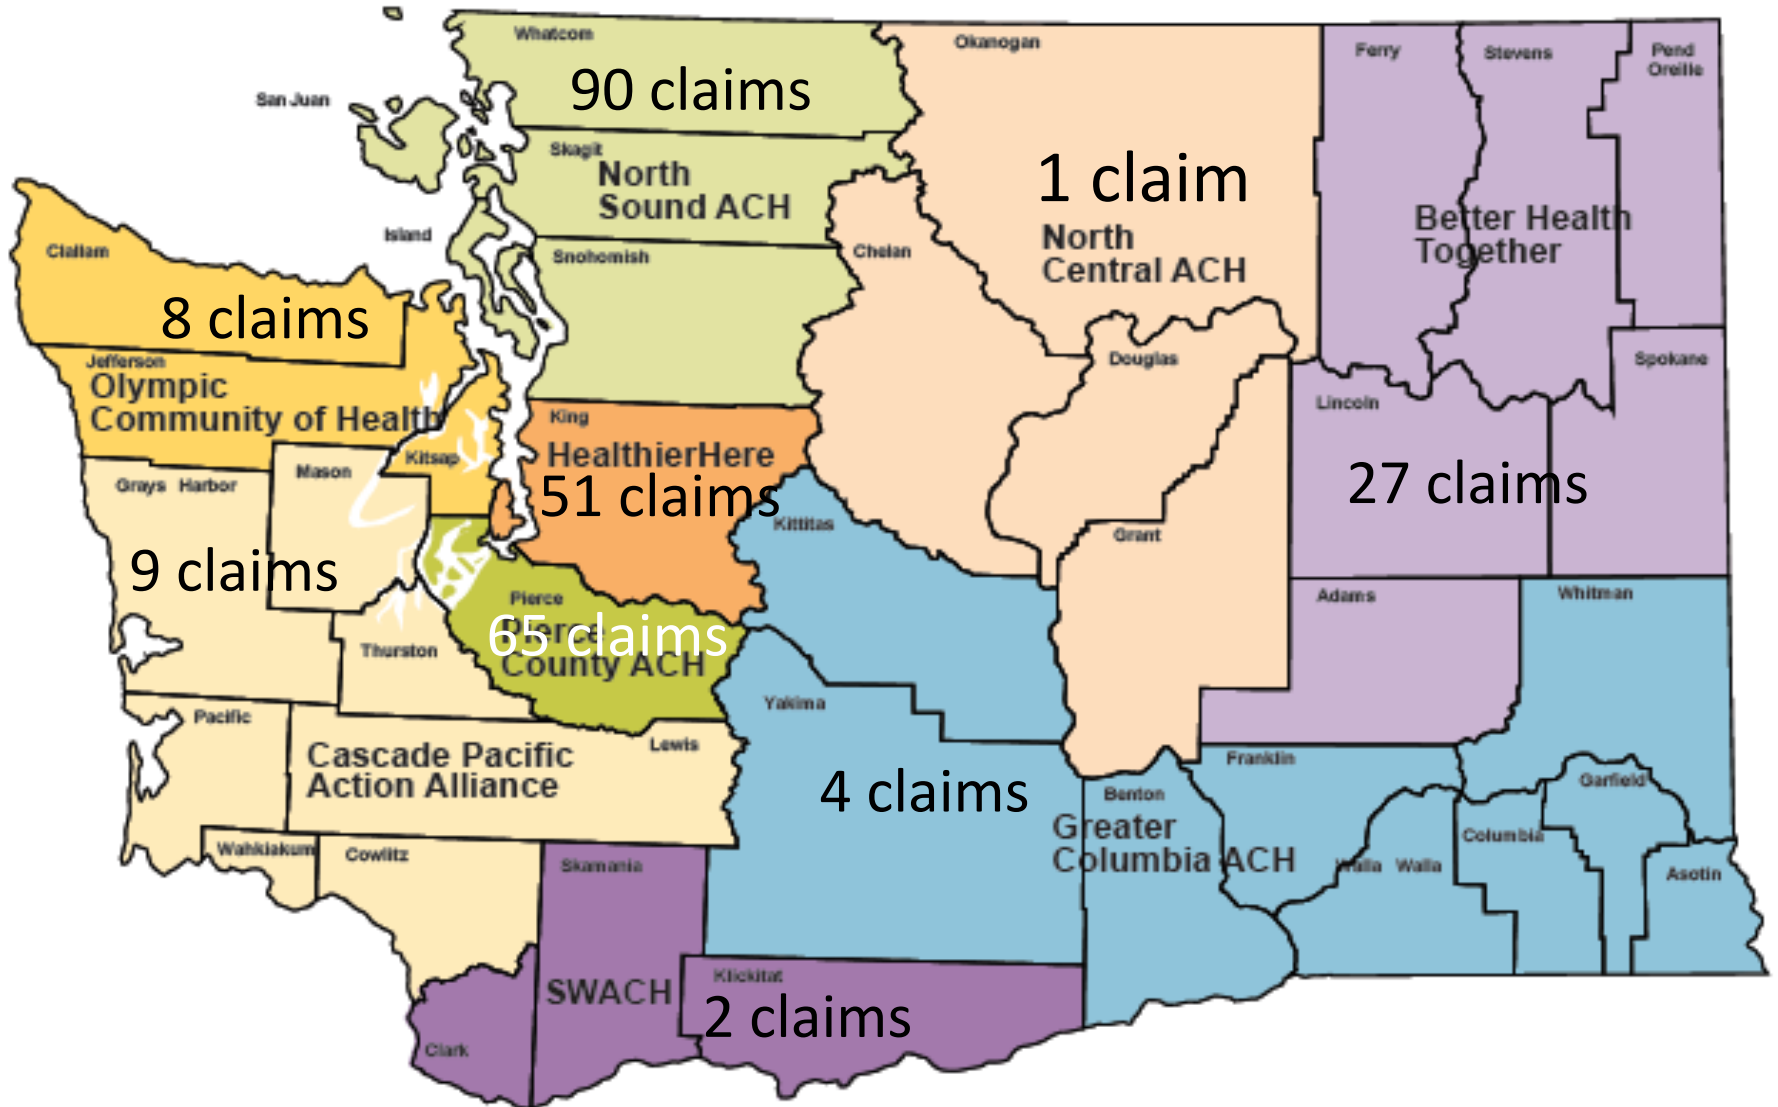 Whatcom
90 claims
San Juan
Skagit
North
Sound ACH
Island
Snohomish
Okanogan
1 claim
North
Central ACH
Chelan
Douglas
Grant
Ferry
Stevens
Pend
Oreille
Better Health
Together
Spokane
Lincoln
27 claims
Adams
Whitman
Clallam
8 claims
Jefferson
Olympic
Community of Health
Kitsap
King
HealthierHere
51 claims
Kittitas
Mason
Grays Harbor
9 claims
Thurston
Pierce
65 claims
Pierce
County ACH
Pacific
Cascade Pacific
Action Alliance
Lewis
Wahkiakum
Cowlitz
Yakima
4 claims
Benton
Greater
Columbia ACH
Franklin
Walla Walla
Columbia
Garfield
Asotin
Skamania
SWACH
Klickitat
2 claims
Clark